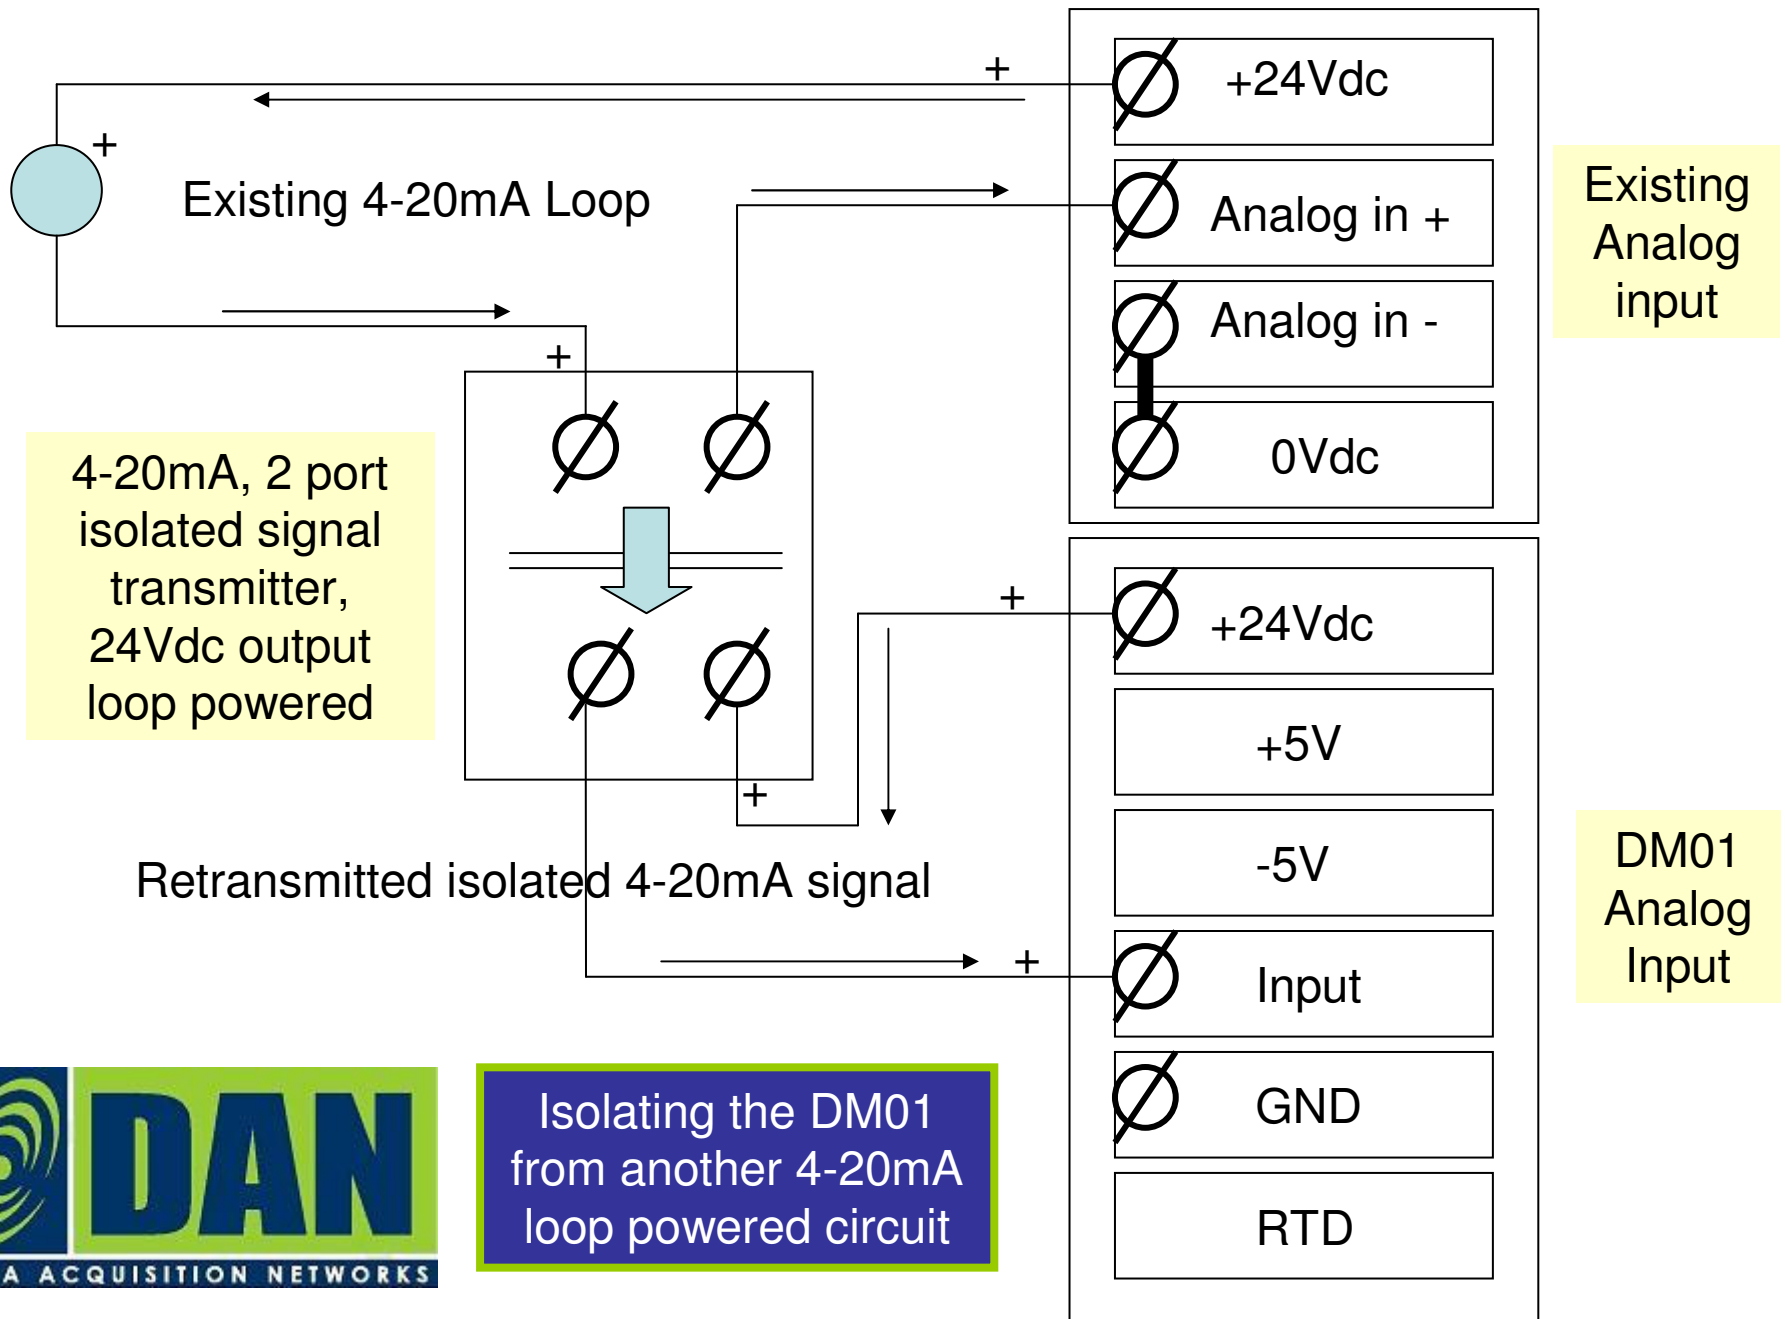 +
+24Vdc
+
Existing 4-20mA Loop
Analog in +
Existing
Analog
input
Analog in -
+
0Vdc
4-20mA, 2 port
isolated signal
transmitter,
24Vdc output
loop powered
+
+24Vdc
+5V
+
-5V
DM01
Analog
Input
Retransmitted isolated 4-20mA signal
+
Input
GND
RTD
DAN
A ACQUISITION NETWORKS
Isolating the DM01
from another 4-20mA
loop powered circuit